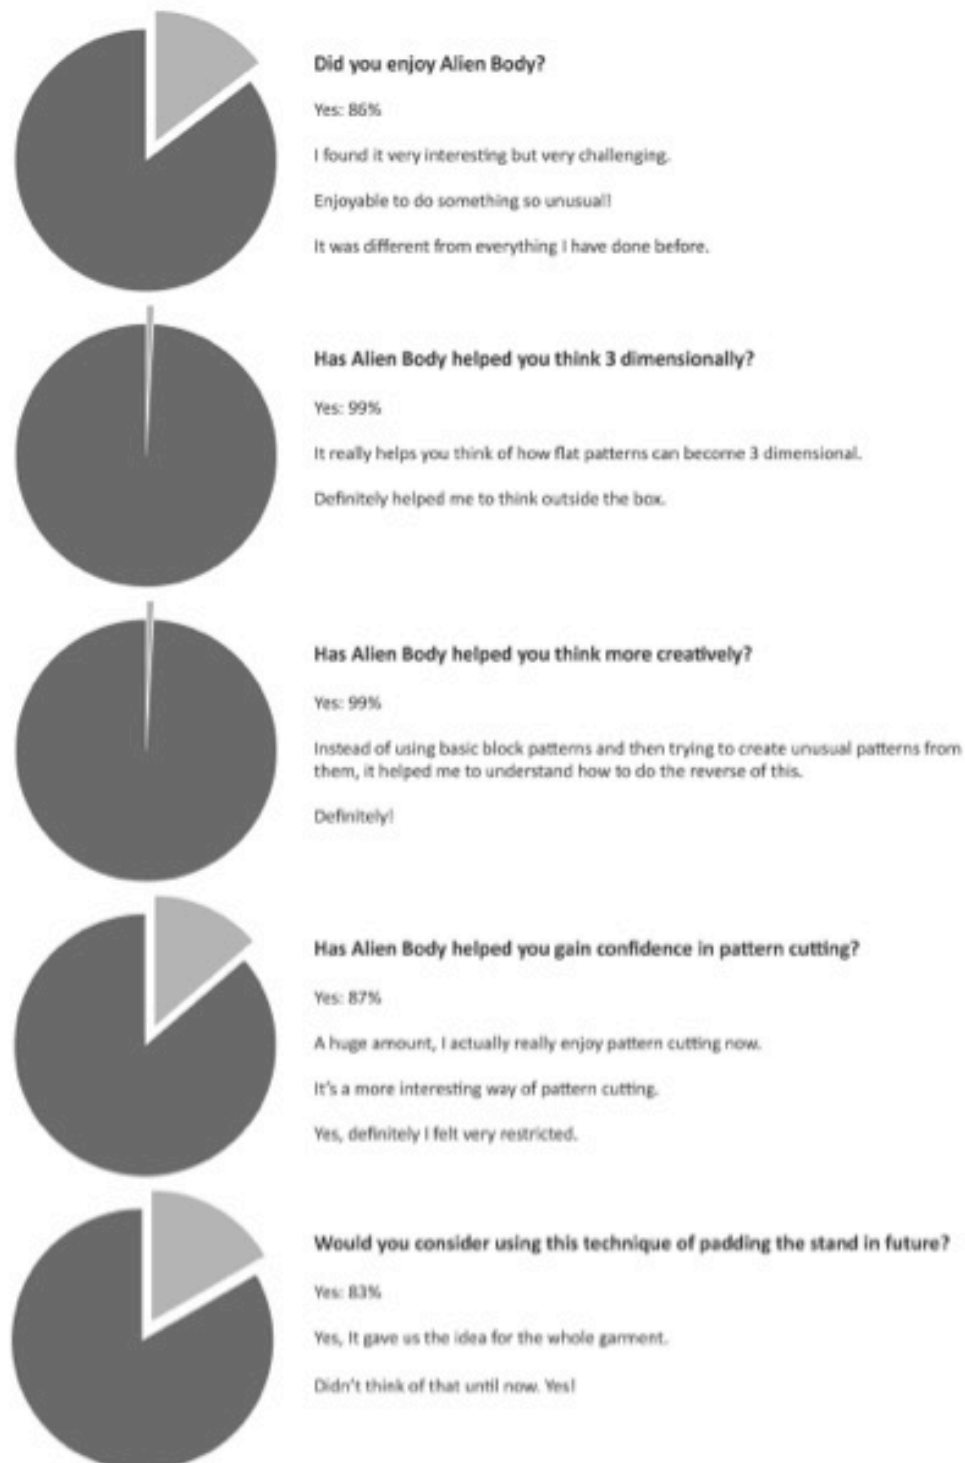 Did you enjoy Alien Body?
Yes: 86%
I found it very interesting but very challenging.
Enjoyable to do something so unusual!
It was different from everything I have done before.
Has Alien Body helped you think 3 dimensionally?
Yes: 99%
It really helps you think of how flat patterns can become 3 dimensional.
Definitely helped me to think outside the box.
Has Alien Body helped you think more creatively?
Yes: 99%
Instead of using basic block patterns and then trying to create unusual patterns from
them, it helped me to understand how to do the reverse of this.
Definitely!
Has Alien Body helped you gain confidence in pattern cutting?
Yes: 87%
A huge amount, I actually really enjoy pattern cutting now.
It's a more interesting way of pattern cutting.
Yes, definitely I felt very restricted.
Would you consider using this technique of padding the stand in future?
Yes: 83%
Yes, It gave us the idea for the whole garment.
Didn't think of that until now. Yes!